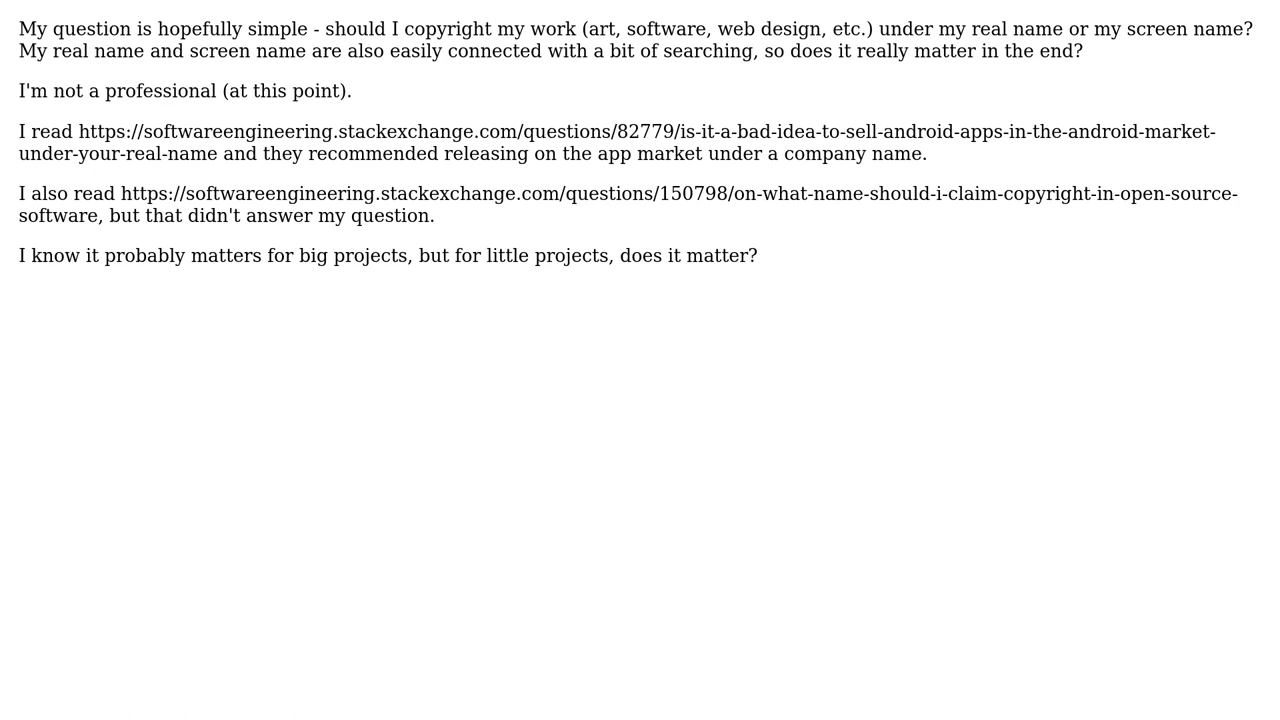 My question is hopefully simple - should I copyright my work (art, software, web design, etc.) under my real name or my screen name?
My real name and screen name are also easily connected with a bit of searching, so does it really matter in the end?
I'm not a professional (at this point).
I read https://softwareengineering.stackexchange.com/questions/82779/is-it-a-bad-idea-to-sell-android-apps-in-the-android-market-
under-your-real-name and they recommended releasing on the app market under a company name.
I also read https://softwareengineering.stackexchange.com/questions/150798/on-what-name-should-i-claim-copyright-in-open-source-
software, but that didn't answer my question.
I know it probably matters for big projects, but for little projects, does it matter?